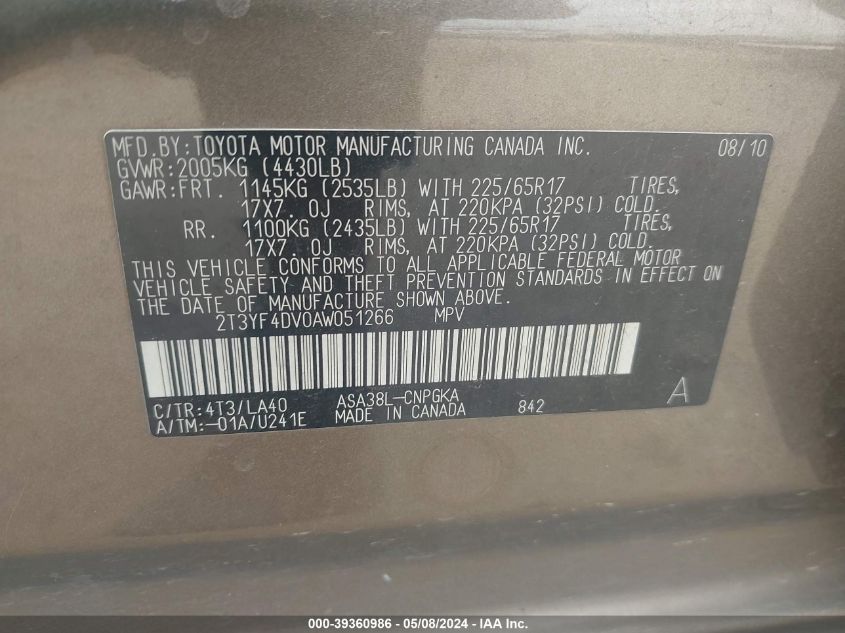 MFD.BY:TOYOTA MOTOR MANUFACTURING CANADA INC. 08/10
GVWR:2005KG (4430LB)
GAWR:FRT. 1145KG (2535LB) WITH 225/65R17 TIRES,
17X7.0J RIMS, AT 220KPA (32PSI) COLD.
RR. 1100KG (2435LB) WITH 225/65R17 TIRES,
17X7.0J RIMS, AT 220KPA (32PSI) COLD.
THIS VEHICLE CONFORMS TO ALL APPLICABLE FEDERAL MOTOR
VEHICLE SAFETY AND THEFT PREVENTION STANDARDS IN EFFECT ON
THE DATE OF MANUFACTURE SHOWN ABOVE.
2T3YF4DV0AW051266 MPV
C/TR:4T3/LA40 ASA38L-CNPGKA A
A/TM:-01A/U241E MADE IN CANADA 842
000-39360986 - 05/08/2024 - IAA Inc.